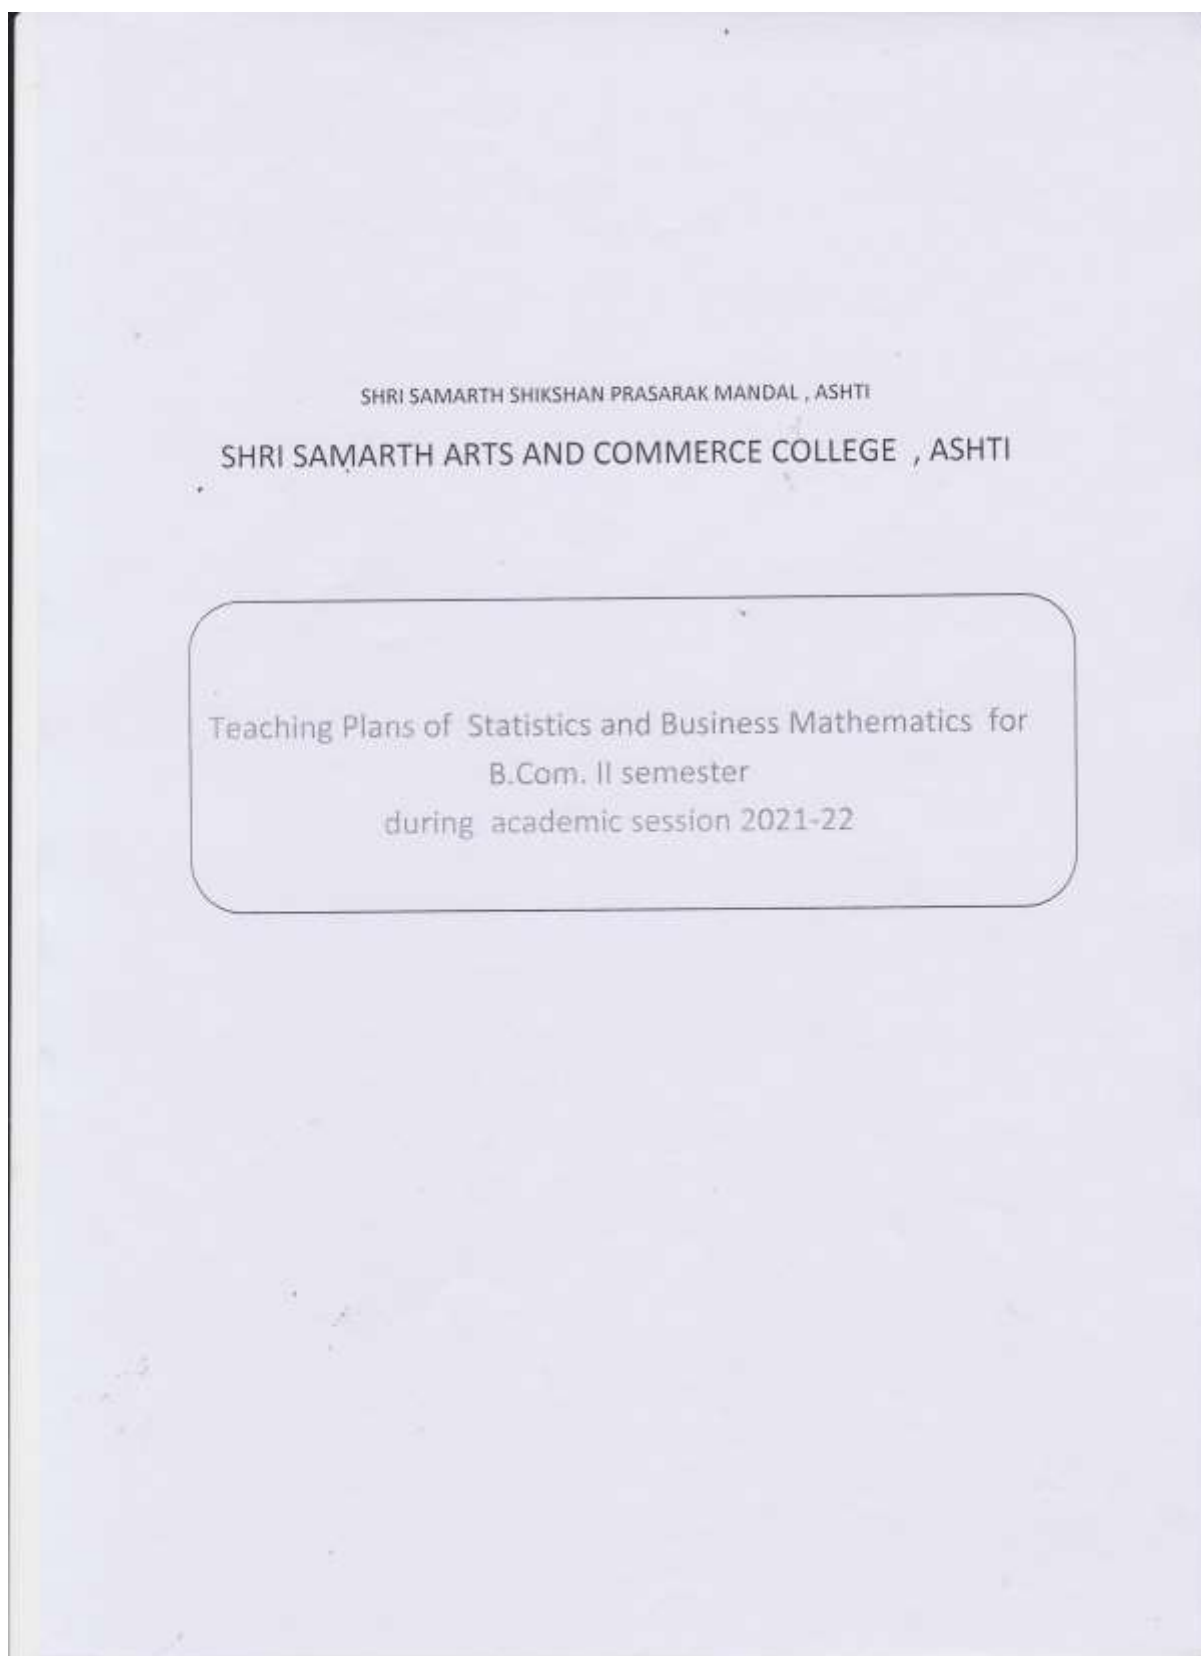 SHRI SAMARTH SHIKSHAN PRASARAK MANDAL , ASHTI
SHRI SAMARTH ARTS AND COMMERCE COLLEGE , ASHTI
Teaching Plans of Statistics and Business Mathematics for
B.Com. II semester
during academic session 2021-22